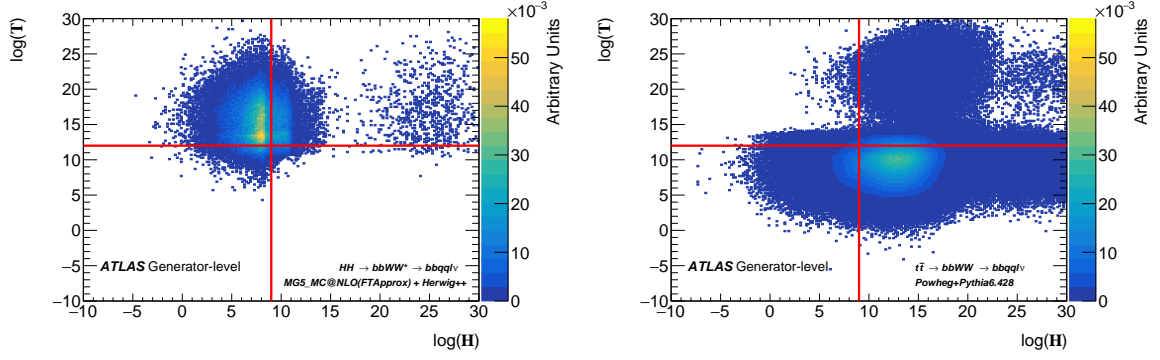 log(T)
30
25
20
15
10
5
0
−5
−10
−10 −5 0 5 10 15 20 25 30
log(H)
×10⁻³
50
40
30
20
10
0
Arbitrary Units
ATLAS Generator-level
HH → bbWW* → bbqqlν
MG5_MC@NLO(FTApprox) + Herwig++
log(T)
30
25
20
15
10
5
0
−5
−10
−10 −5 0 5 10 15 20 25 30
log(H)
×10⁻³
50
40
30
20
10
0
Arbitrary Units
ATLAS Generator-level
tt̄ → bbWW → bbqqlν
Powheg+Pythia6.428